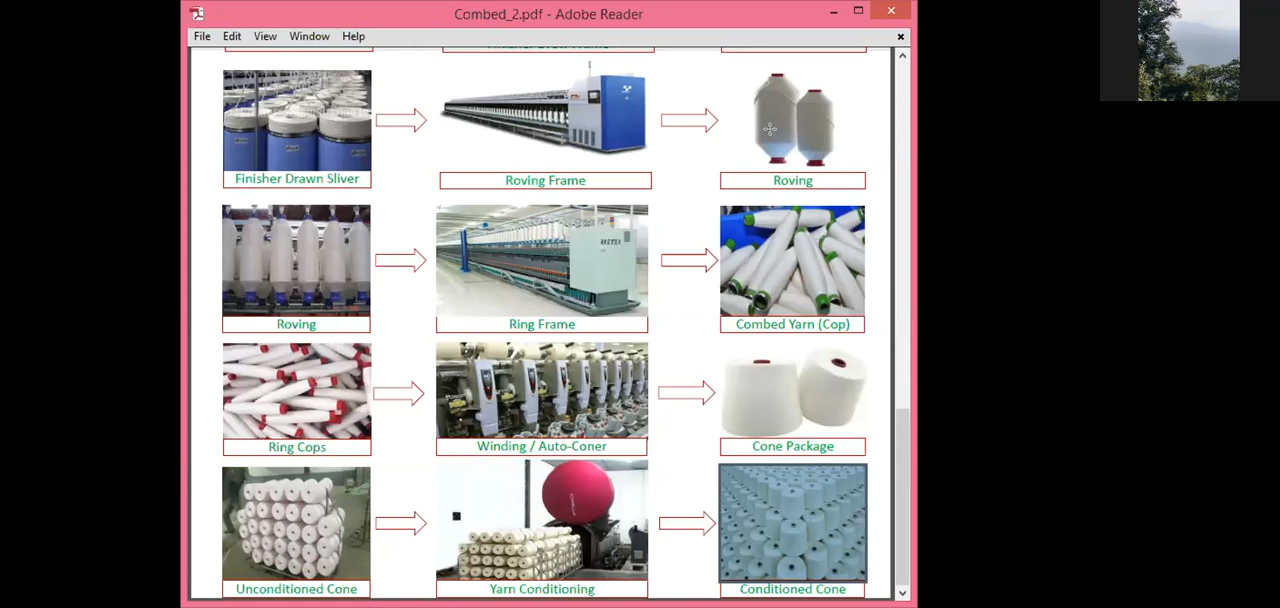 Combed_2.pdf - Adobe Reader
File Edit View Window Help
Finisher Drawn Sliver
Roving Frame
Roving
Roving
Ring Frame
Combed Yarn (Cop)
Ring Cops
Winding / Auto-Coner
Cone Package
Unconditioned Cone
Yarn Conditioning
Conditioned Cone